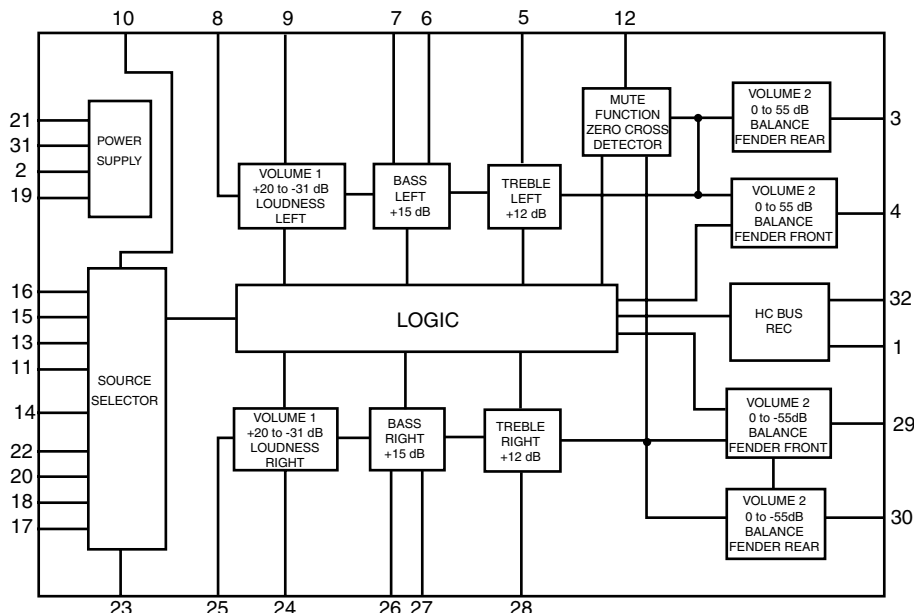 10
8
9
7
6
5
12
21
31
2
19
POWER
SUPPLY
VOLUME 1
+20 to -31 dB
LOUDNESS
LEFT
BASS
LEFT
+15 dB
TREBLE
LEFT
+12 dB
MUTE
FUNCTION
ZERO CROSS
DETECTOR
VOLUME 2
0 to 55 dB
BALANCE
FENDER REAR
3
VOLUME 2
0 to 55 dB
BALANCE
FENDER FRONT
4
16
15
13
11
14
22
20
18
17
SOURCE
SELECTOR
LOGIC
HC BUS
REC
32
1
VOLUME 1
+20 to -31 dB
LOUDNESS
RIGHT
BASS
RIGHT
+15 dB
TREBLE
RIGHT
+12 dB
VOLUME 2
0 to -55dB
BALANCE
FENDER FRONT
29
VOLUME 2
0 to -55dB
BALANCE
FENDER REAR
30
23
25
24
26
27
28